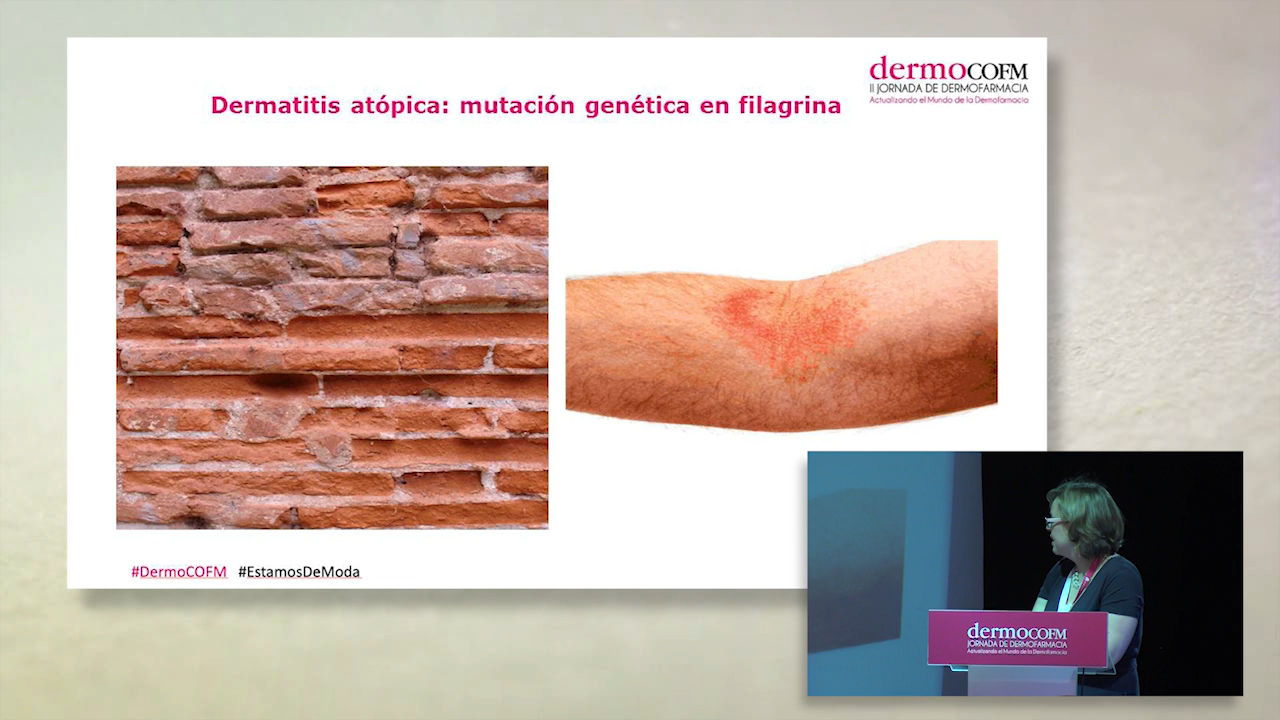 dermoCOFM
II JORNADA DE DERMOFARMACIA
Actualizando el Mundo de la Dermofarmacia
Dermatitis atópica: mutación genética en filagrina
#DermoCOFM #EstamosDeModa
dermoCOFM
JORNADA DE DERMOFARMACIA
Actualizando el Mundo de la Dermofarmacia